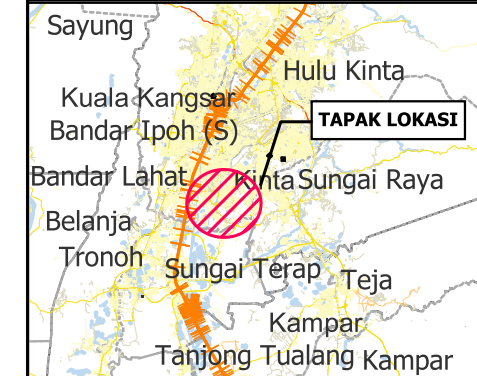 Sayung
Hulu Kinta
Kuala Kangsar
TAPAK LOKASI
Bandar Ipoh (S)
Bandar Lahat
Kinta
Sungai Raya
Belanja
Tronoh
Sungai Terap
Teja
Kampar
Tanjong Tualang
Kampar